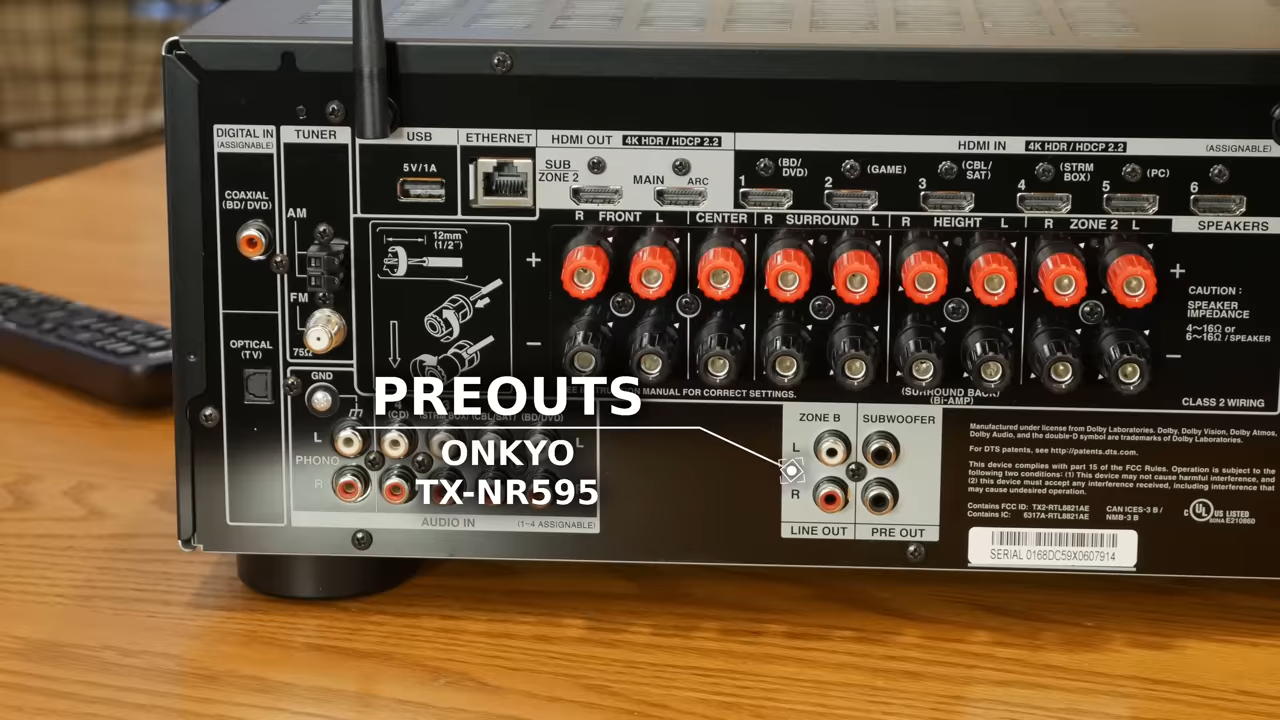 DIGITAL IN
(ASSIGNABLE)
TUNER
USB
ETHERNET
HDMI OUT 4K HDR / HDCP 2.2
HDMI IN 4K HDR / HDCP 2.2 (ASSIGNABLE)
5V/1A
SUB
ZONE 2
MAIN ARC
1 (BD/
DVD)
2 (GAME)
3 (CBL/
SAT)
4 (STRM
BOX)
5 (PC)
6
COAXIAL
(BD/DVD)
AM
FM
75Ω
OPTICAL
(TV)
12mm
(1/2")
R FRONT L
CENTER
R SURROUND L
R HEIGHT L
R ZONE 2 L
SPEAKERS
+
+
−
−
CAUTION :
SPEAKER
IMPEDANCE
4～16Ω or
6～16Ω / SPEAKER
CLASS 2 WIRING
MANUAL FOR CORRECT SETTINGS.
(SURROUND BACK/
(Bi-AMP)
GND
PREOUTS
ONKYO
TX-NR595
(CD)
(STRM BOX)
(CBL/SAT)
(BD/DVD)
L
L
PHONO
R
AUDIO IN
(1-4 ASSIGNABLE)
ZONE B
SUBWOOFER
L
R
LINE OUT
PRE OUT
Manufactured under license from Dolby Laboratories. Dolby, Dolby Vision, Dolby Atmos,
Dolby Audio, and the double-D symbol are trademarks of Dolby Laboratories.
For DTS patents, see http://patents.dts.com.
This device complies with part 15 of the FCC Rules. Operation is subject to the
following two conditions: (1) This device may not cause harmful interference, and
(2) this device must accept any interference received, including interference that
may cause undesired operation.
Contains FCC ID: TX2-RTL8821AE
Contains IC: 6317A-RTL8821AE
CAN ICES-3 B /
NMB-3 B
c UL US LISTED
E210860
SERIAL 0168DC59X0607914